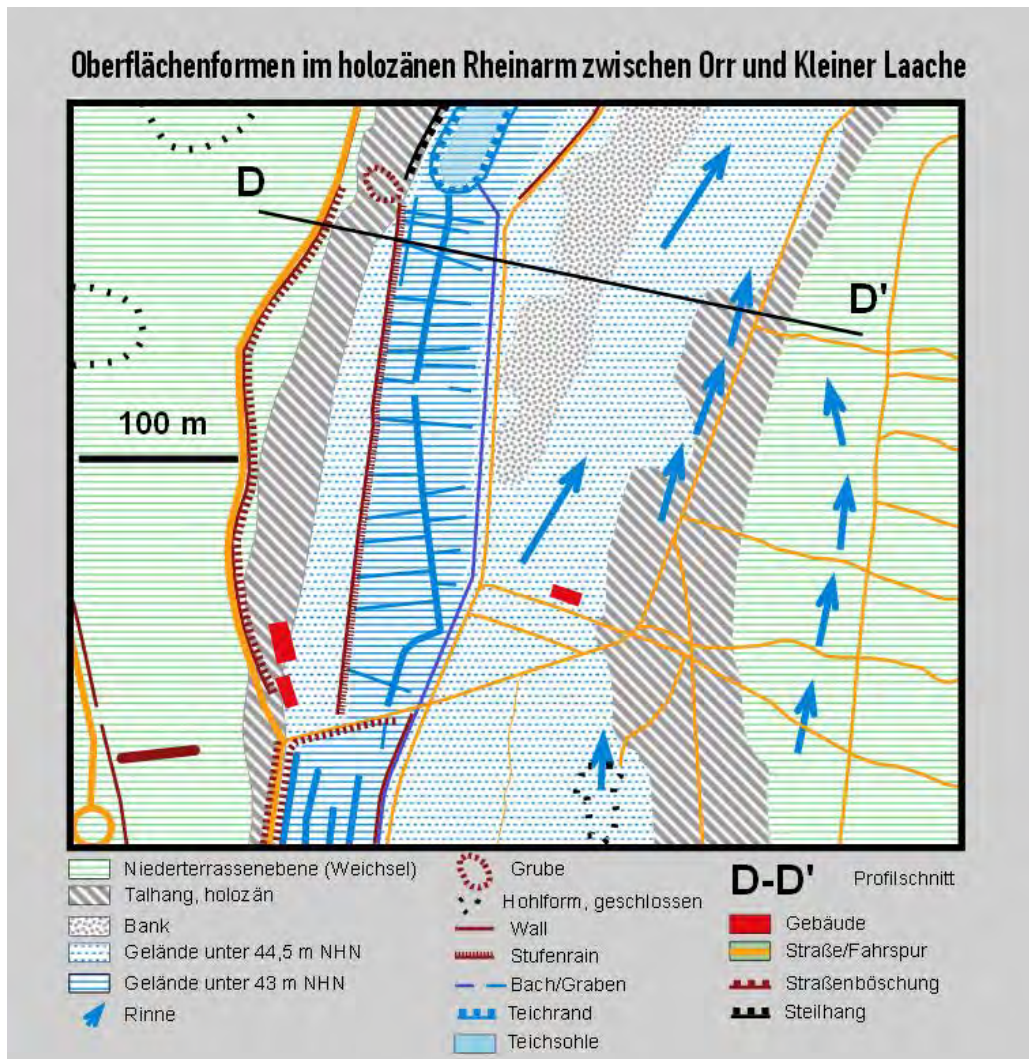 Oberflächenformen im holozänen Rheinarm zwischen Orr und Kleiner Laache
D
D'
100 m
Niederterrassenebene (Weichsel)
Talhang, holozän
Bank
Gelände unter 44,5 m NHN
Gelände unter 43 m NHN
Rinne
Grube
Hohlform, geschlossen
Wall
Stufenrain
Bach/Graben
Teichrand
Teichsohle
D-D' Profilschnitt
Gebäude
Straße/Fahrspur
Straßenböschung
Steilhang